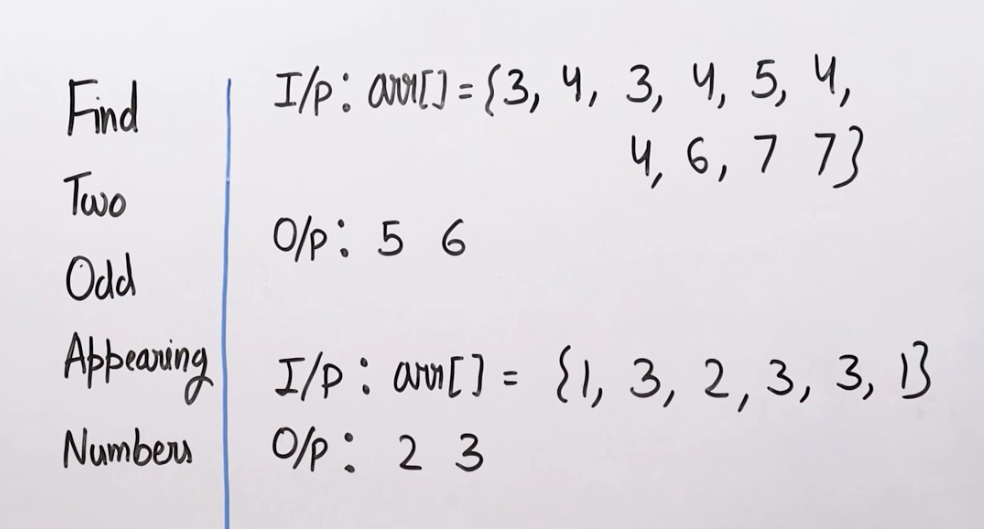 Find
Two
Odd
Appearing
Numbers
I/p: arr[] = {3, 4, 3, 4, 5, 4,
4, 6, 7 7}
O/p: 5 6
I/p: arr[] = {1, 3, 2, 3, 3, 1}
O/p: 2 3